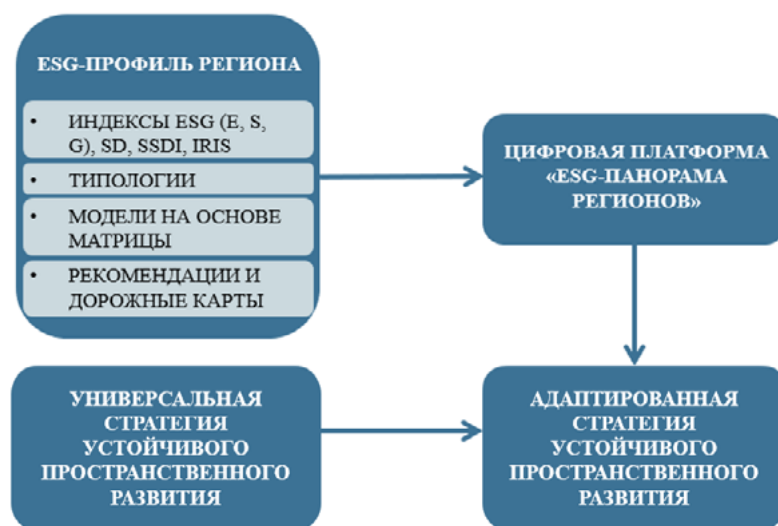 ESG-ПРОФИЛЬ РЕГИОНА
• ИНДЕКСЫ ESG (E, S,
G), SD, SSDI, IRIS
• ТИПОЛОГИИ
• МОДЕЛИ НА ОСНОВЕ
МАТРИЦЫ
• РЕКОМЕНДАЦИИ И
ДОРОЖНЫЕ КАРТЫ
ЦИФРОВАЯ ПЛАТФОРМА
«ESG-ПАНОРАМА
РЕГИОНОВ»
УНИВЕРСАЛЬНАЯ
СТРАТЕГИЯ
УСТОЙЧИВОГО
ПРОСТРАНСТВЕННОГО
РАЗВИТИЯ
АДАПТИРОВАННАЯ
СТРАТЕГИЯ
УСТОЙЧИВОГО
ПРОСТРАНСТВЕННОГО
РАЗВИТИЯ